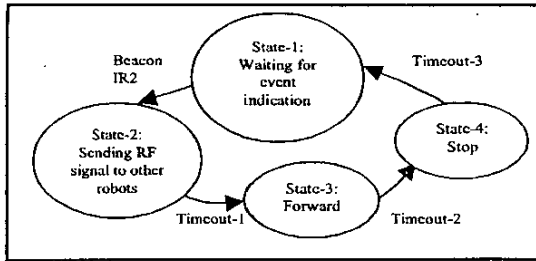 State-1:
Waiting for
event
indication
Beacon
IR2
Timeout-3
State-2:
Sending RF
signal to other
robots
State-4:
Stop
State-3:
Forward
Timeout-1
Timeout-2